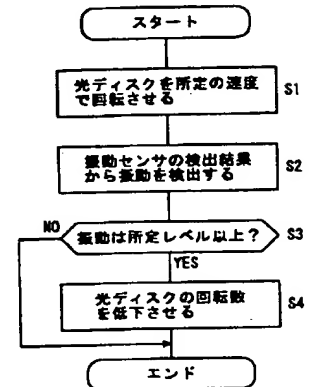 スタート
光ディスクを所定の速度
で回転させる
S1
振動センサの検出結果
から振動を検出する
S2
振動は所定レベル以上?
S3
NO
YES
光ディスクの回転数
を低下させる
S4
エンド